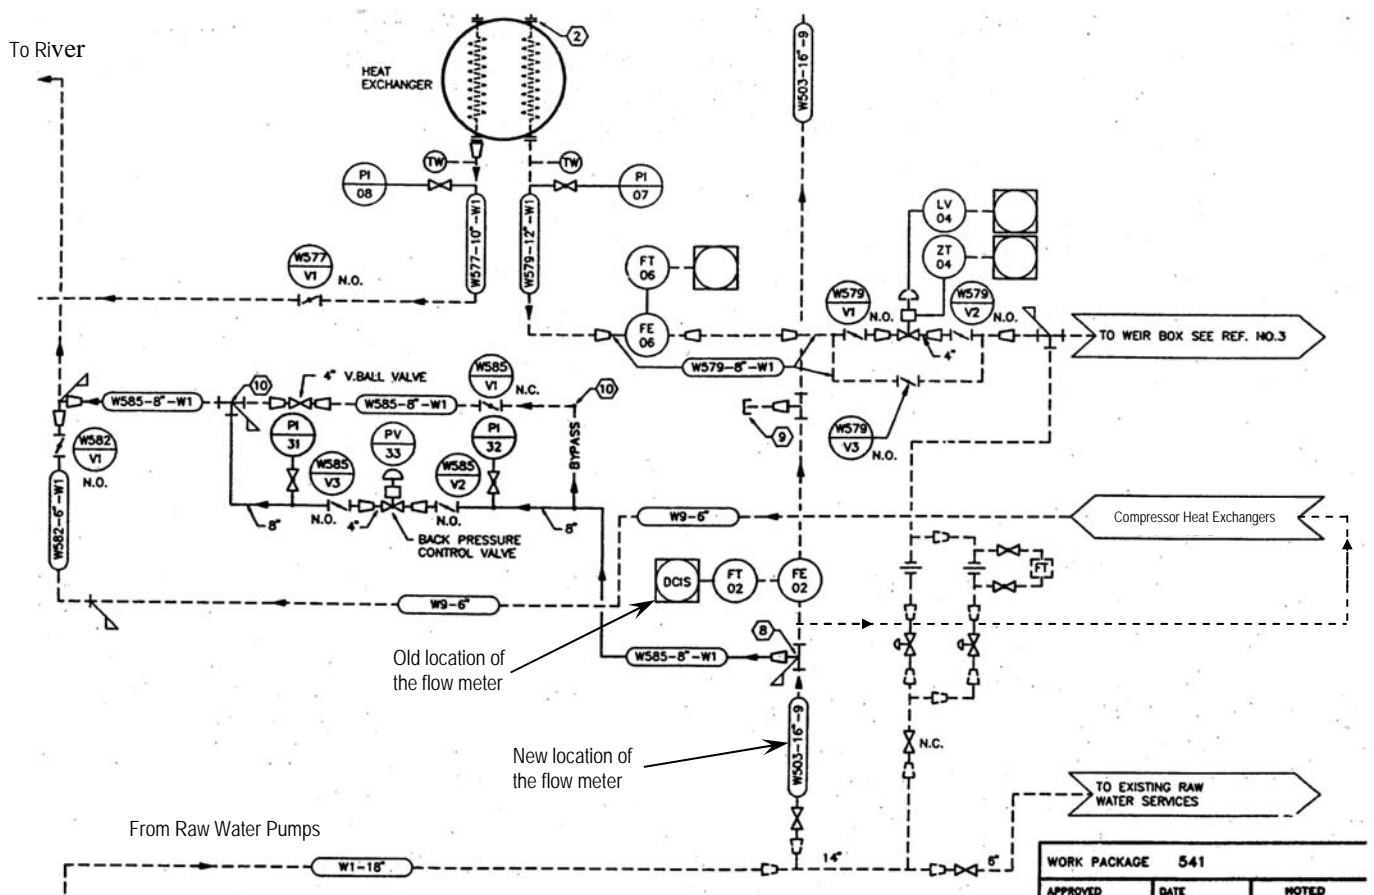 To River
HEAT
EXCHANGER
2
W503-16"-9
TW
TW
PI
08
PI
07
W577-10"-W1
W579-12"-W1
LV
04
ZT
04
FT
06
W577
V1
N.O.
FE
06
W579
V1
N.O.
W579
V2
N.O.
4"
TO WEIR BOX SEE REF. NO.3
W579-8"-W1
4" V.BALL VALVE
W585
V1
N.C.
10
10
W585-8"-W1
W585-8"-W1
9
W579
V3
N.O.
W582
V1
N.O.
PI
31
PV
33
PI
32
BYPASS
W585
V3
W585
V2
8"
N.O.
4"
N.O.
8"
BACK PRESSURE
CONTROL VALVE
W582-6"-W1
W9-6"
Compressor Heat Exchangers
DCIS
FT
02
FE
02
FT
W9-6"
8
Old location of
the flow meter
W585-8"-W1
New location of
the flow meter
W503-16"-9
N.C.
TO EXISTING RAW
WATER SERVICES
From Raw Water Pumps
W1-18"
14"
6"
WORK PACKAGE 541
APPROVED DATE NOTED